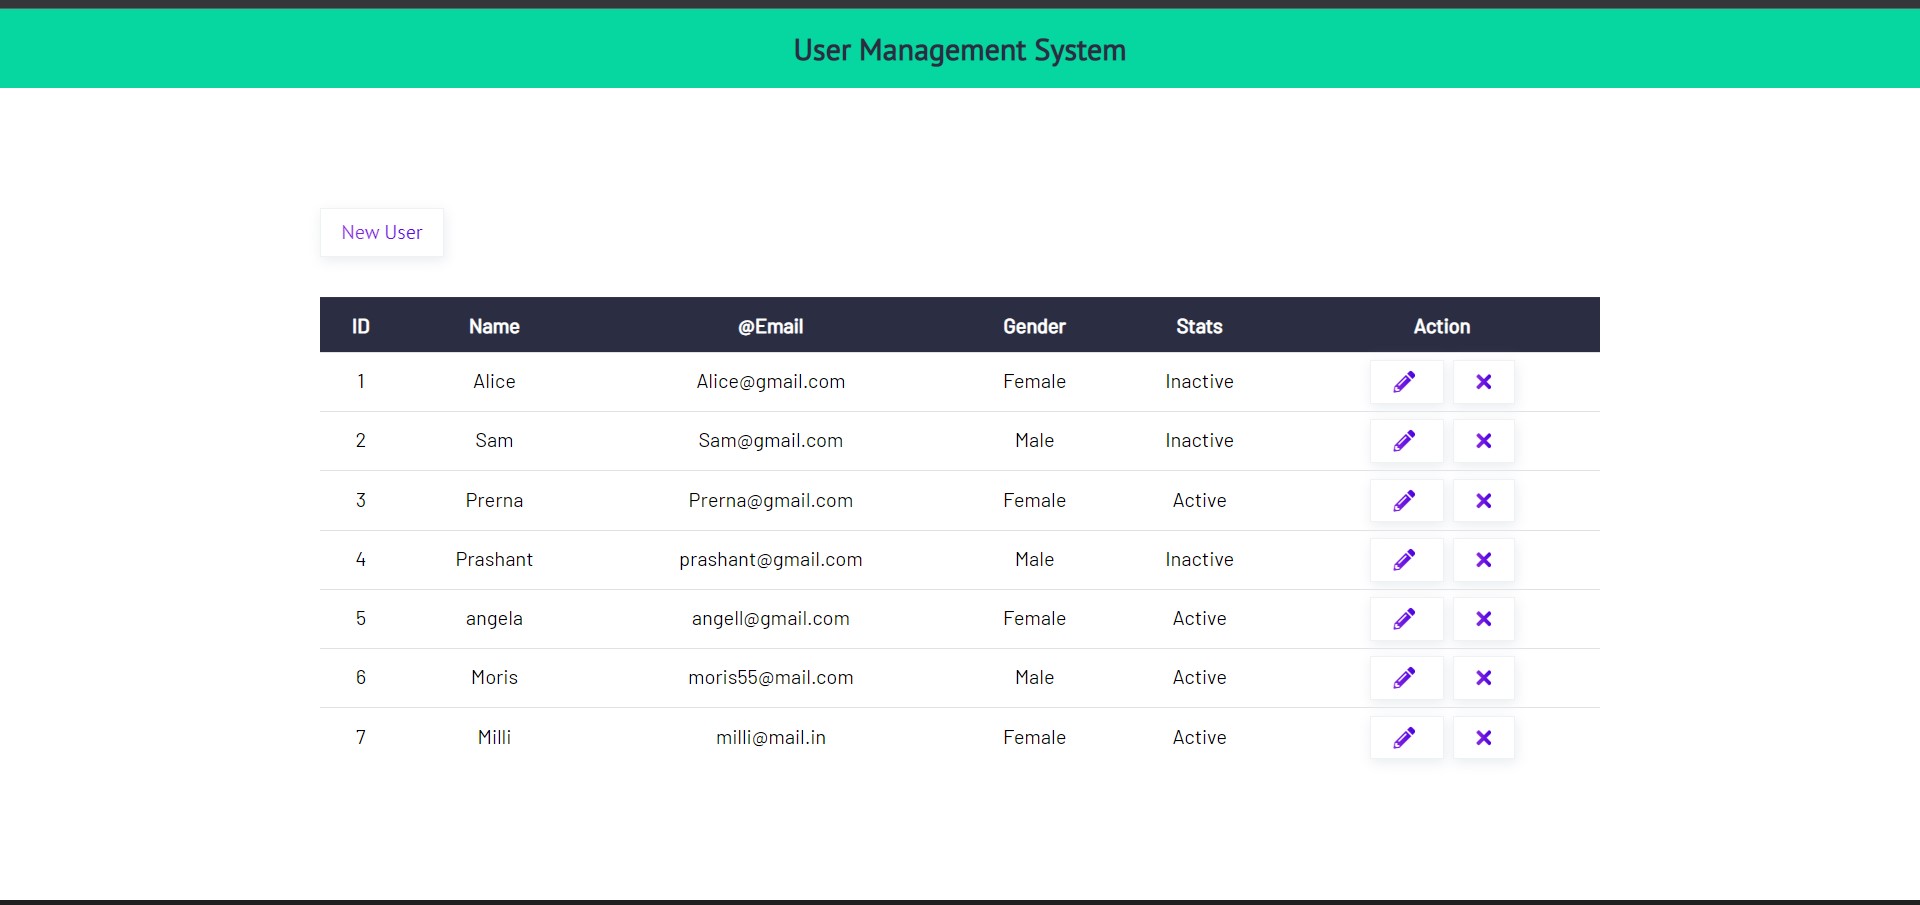 User Management System
New User
ID Name @Email Gender Stats Action
1 Alice Alice@gmail.com Female Inactive
2 Sam Sam@gmail.com Male Inactive
3 Prerna Prerna@gmail.com Female Active
4 Prashant prashant@gmail.com Male Inactive
5 angela angell@gmail.com Female Active
6 Moris moris55@mail.com Male Active
7 Milli milli@mail.in Female Active